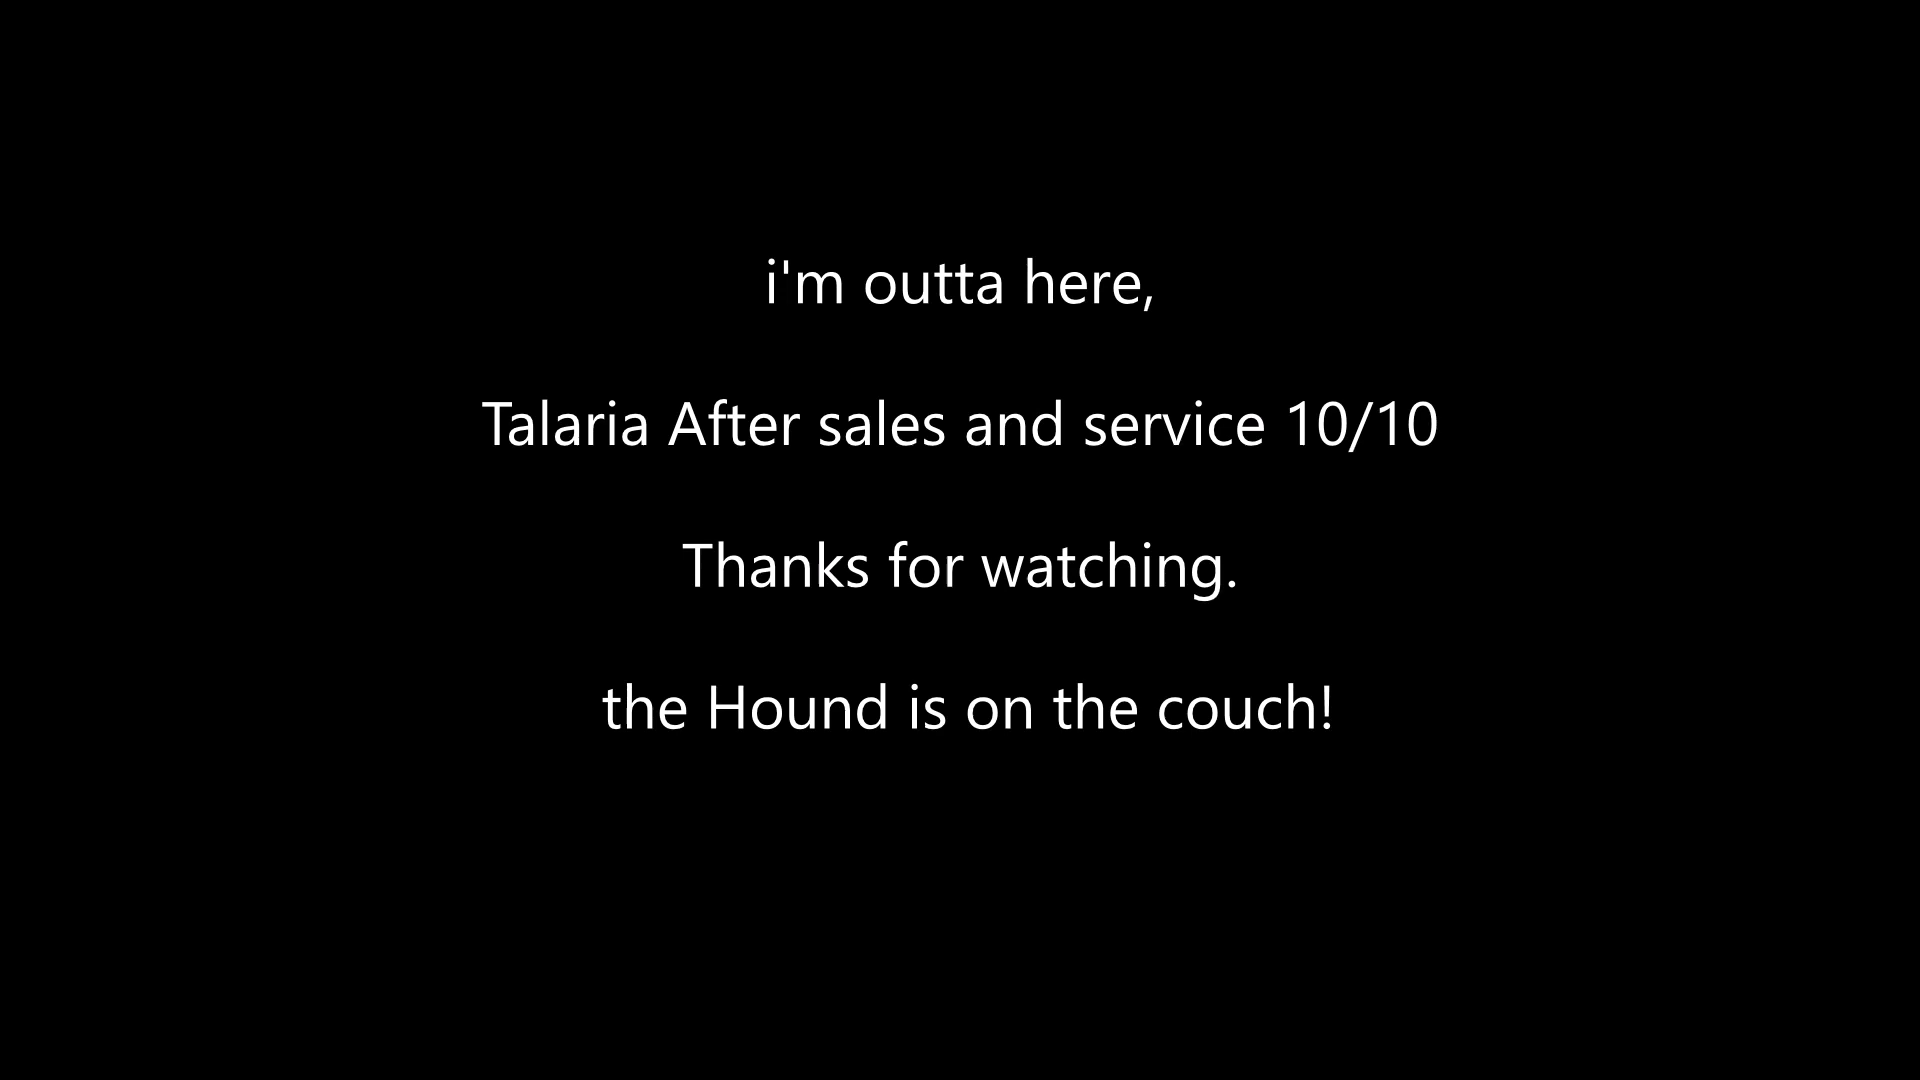 i'm outta here,
Talaria After sales and service 10/10
Thanks for watching.
the Hound is on the couch!